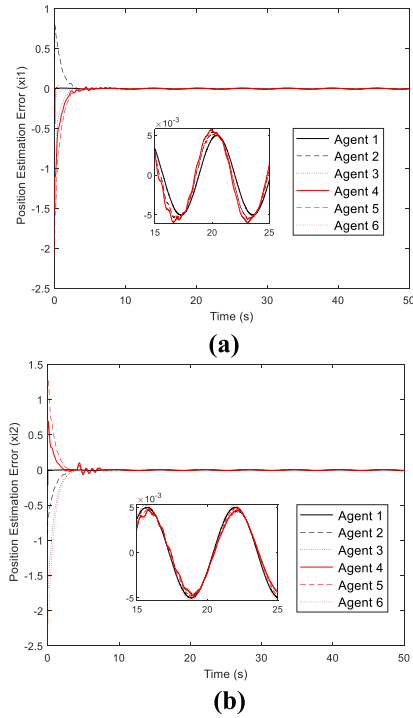 1
0.5
0
-0.5
-1
-1.5
-2
-2.5
Position Estimation Error (xi1)
×10⁻³
5
0
-5
15 20 25
Agent 1
Agent 2
Agent 3
Agent 4
Agent 5
Agent 6
0 10 20 30 40 50
Time (s)
(a)
1.5
1
0.5
0
-0.5
-1
-1.5
-2
-2.5
Position Estimation Error (xi2)
×10⁻³
5
0
-5
15 20 25
Agent 1
Agent 2
Agent 3
Agent 4
Agent 5
Agent 6
0 10 20 30 40 50
Time (s)
(b)